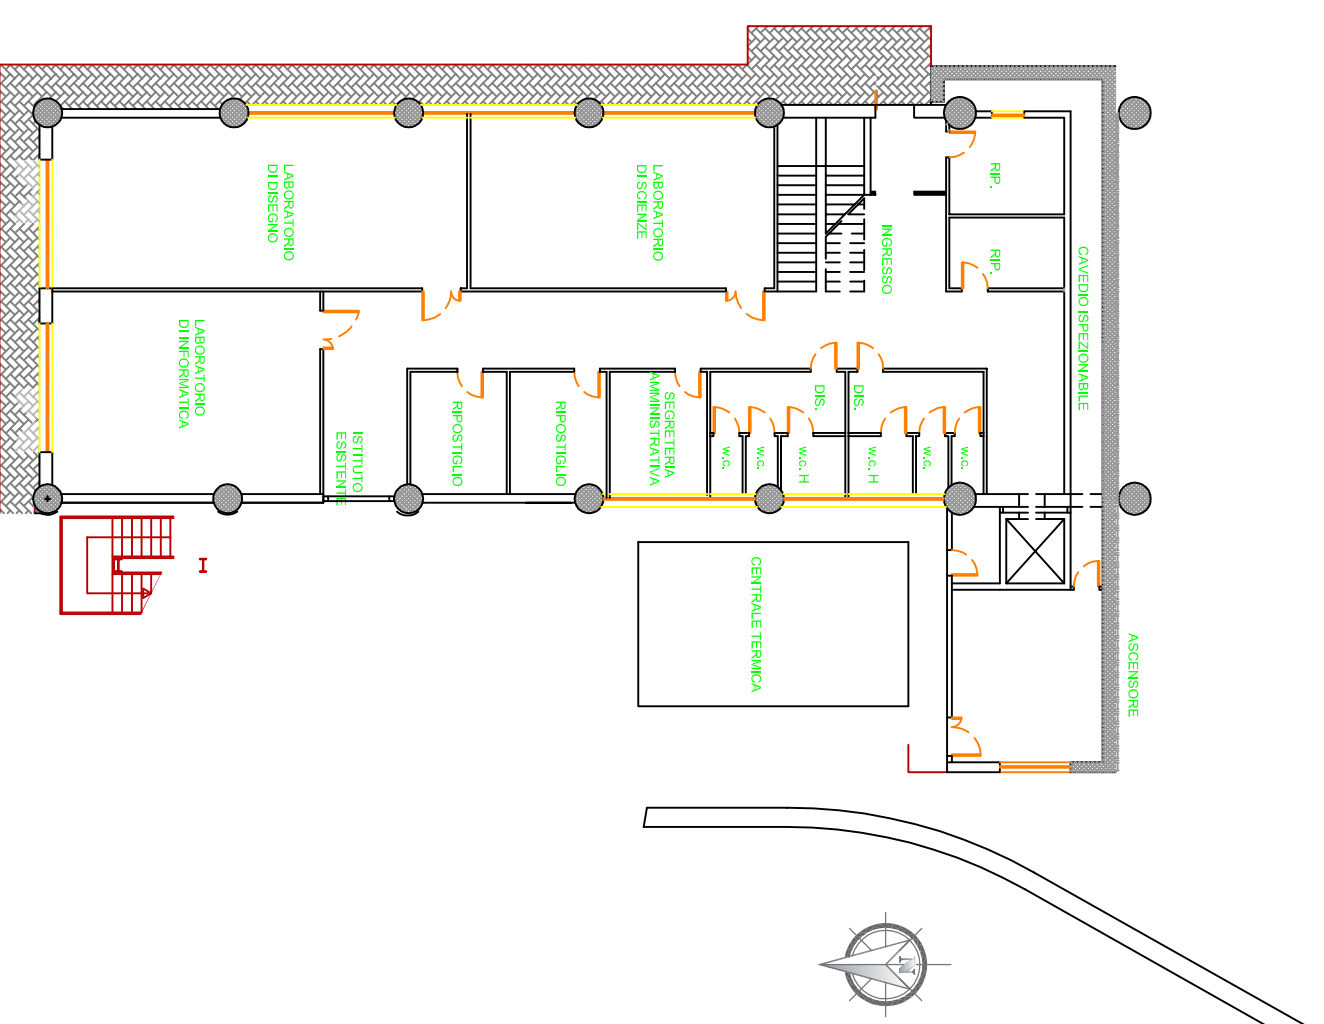 LABORATORIO
DI DISEGNO
LABORATORIO
DI SCIENZE
INGRESSO
RIP.
RIP.
CAVEDIO ISPEZIONABILE
LABORATORIO
DI INFORMATICA
ISTITUTO
ESISTENTE
RIPOSTIGLIO
RIPOSTIGLIO
SEGRETERIA
AMMINISTRATIVA
DIS.
DIS.
w.c.
w.c.
w.c. H
w.c. H
w.c.
w.c.
I
CENTRALE TERMICA
ASCENSORE
N